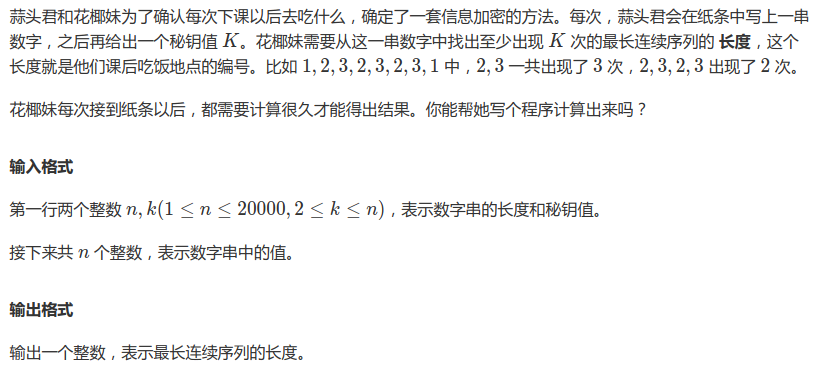 蒜头君和花椰妹为了确认每次下课以后去吃什么，确定了一套信息加密的方法。每次，蒜头君会在纸条中写上一串
数字，之后再给出一个秘钥值 K。花椰妹需要从这一串数字中找出至少出现 K 次的最长连续序列的 长度，这个
长度就是他们课后吃饭地点的编号。比如 1, 2, 3, 2, 3, 2, 3, 1 中，2, 3 一共出现了 3 次，2, 3, 2, 3 出现了 2 次。
花椰妹每次接到纸条以后，都需要计算很久才能得出结果。你能帮她写个程序计算出来吗？
输入格式
第一行两个整数 n, k(1 ≤ n ≤ 20000, 2 ≤ k ≤ n)，表示数字串的长度和秘钥值。
接下来共 n 个整数，表示数字串中的值。
输出格式
输出一个整数，表示最长连续序列的长度。